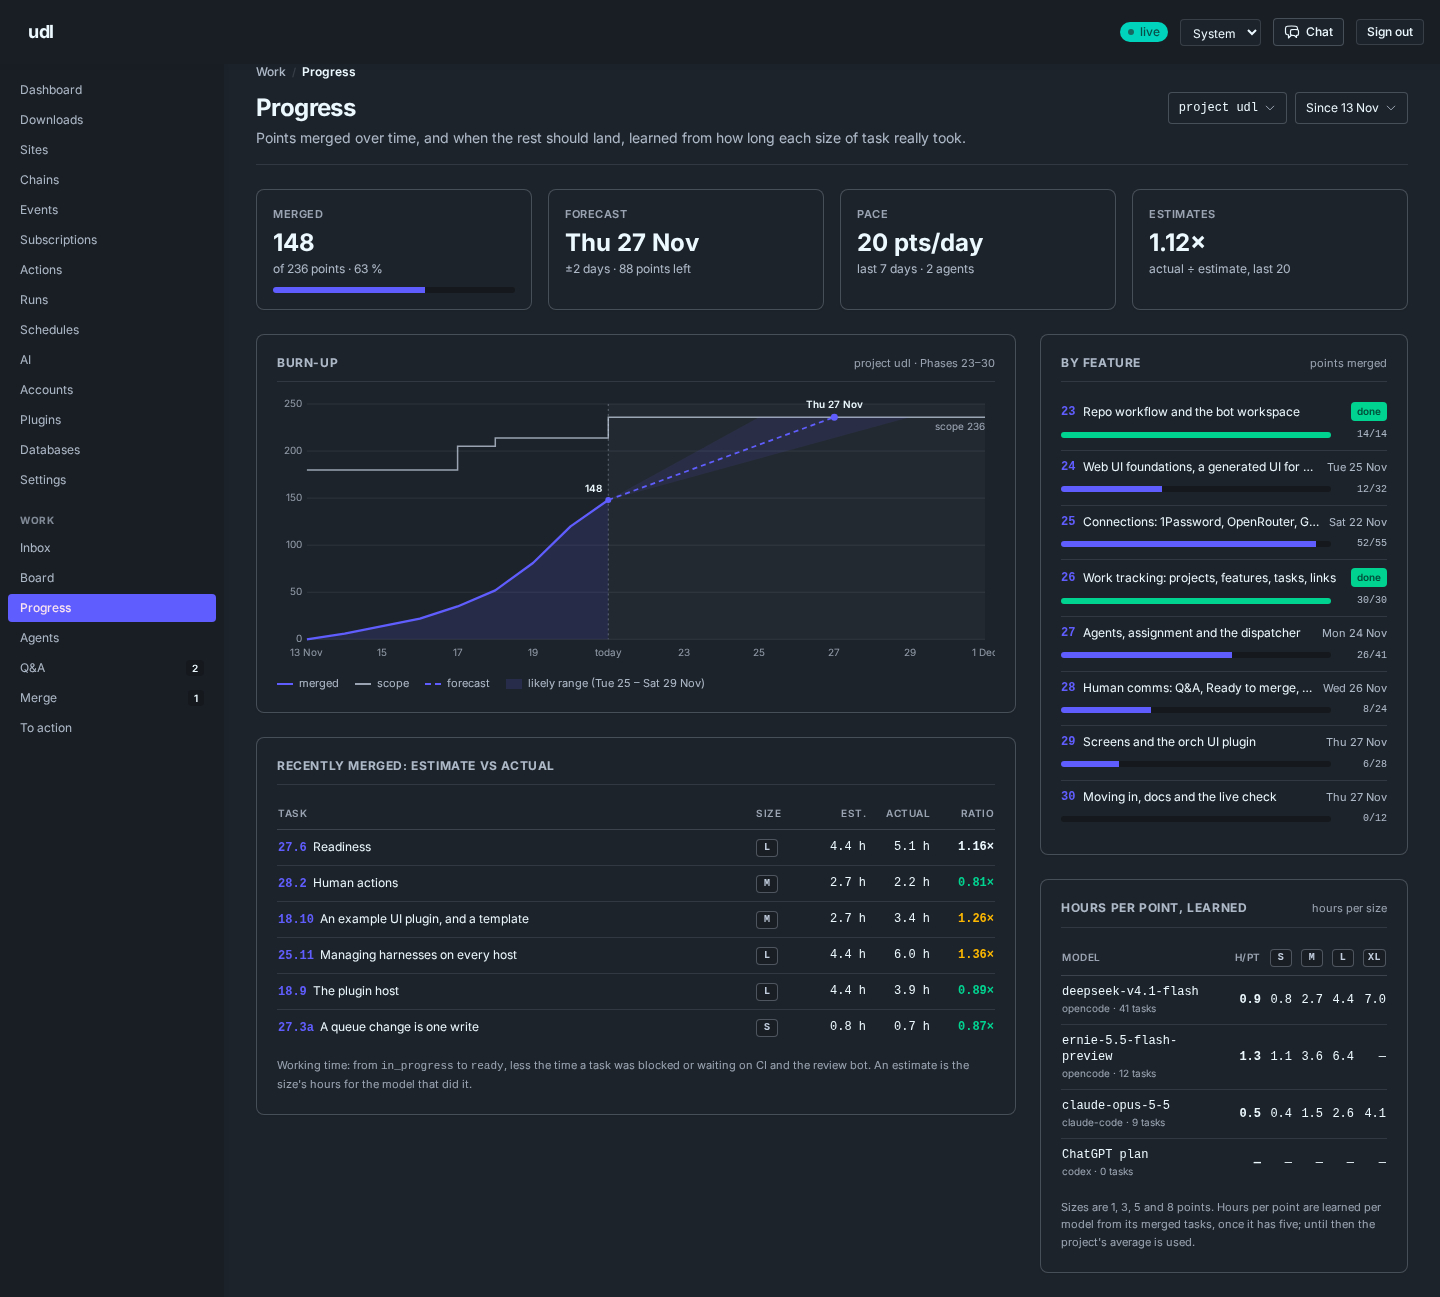 udl
live
System
Chat
Sign out
Dashboard
Downloads
Sites
Chains
Events
Subscriptions
Actions
Runs
Schedules
AI
Accounts
Plugins
Databases
Settings
WORK
Inbox
Board
Progress
Agents
Q&A 2
Merge 1
To action
Work / Progress
Progress
project udl
Since 13 Nov
Points merged over time, and when the rest should land, learned from how long each size of task really took.
MERGED
148
of 236 points · 63 %
FORECAST
Thu 27 Nov
±2 days · 88 points left
PACE
20 pts/day
last 7 days · 2 agents
ESTIMATES
1.12×
actual ÷ estimate, last 20
BURN-UP
project udl · Phases 23–30
250
200
150
100
50
0
Thu 27 Nov
scope 236
148
13 Nov 15 17 19 today 23 25 27 29 1 Dec
merged scope forecast likely range (Tue 25 – Sat 29 Nov)
RECENTLY MERGED: ESTIMATE VS ACTUAL
TASK SIZE EST. ACTUAL RATIO
27.6 Readiness L 4.4 h 5.1 h 1.16×
28.2 Human actions M 2.7 h 2.2 h 0.81×
18.10 An example UI plugin, and a template M 2.7 h 3.4 h 1.26×
25.11 Managing harnesses on every host L 4.4 h 6.0 h 1.36×
18.9 The plugin host L 4.4 h 3.9 h 0.89×
27.3a A queue change is one write S 0.8 h 0.7 h 0.87×
Working time: from in_progress to ready, less the time a task was blocked or waiting on CI and the review bot. An estimate is the
size's hours for the model that did it.
BY FEATURE
points merged
23 Repo workflow and the bot workspace done
14/14
24 Web UI foundations, a generated UI for ... Tue 25 Nov
12/32
25 Connections: 1Password, OpenRouter, G... Sat 22 Nov
52/55
26 Work tracking: projects, features, tasks, links done
30/30
27 Agents, assignment and the dispatcher Mon 24 Nov
26/41
28 Human comms: Q&A, Ready to merge, ... Wed 26 Nov
8/24
29 Screens and the orch UI plugin Thu 27 Nov
6/28
30 Moving in, docs and the live check Thu 27 Nov
0/12
HOURS PER POINT, LEARNED
hours per size
MODEL H/PT S M L XL
deepseek-v4.1-flash
opencode · 41 tasks
0.9 0.8 2.7 4.4 7.0
ernie-5.5-flash-
preview
opencode · 12 tasks
1.3 1.1 3.6 6.4 —
claude-opus-5-5
claude-code · 9 tasks
0.5 0.4 1.5 2.6 4.1
ChatGPT plan
codex · 0 tasks
— — — — —
Sizes are 1, 3, 5 and 8 points. Hours per point are learned per
model from its merged tasks, once it has five; until then the
project's average is used.